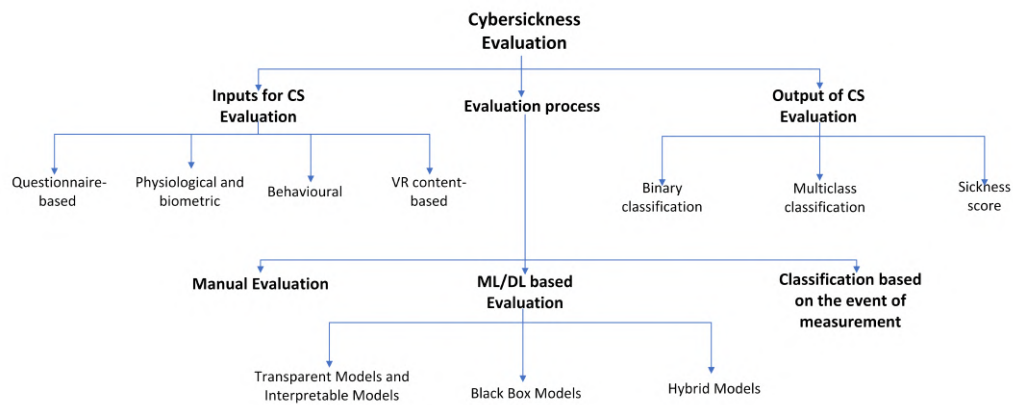 Cybersickness
Evaluation
Inputs for CS
Evaluation
Evaluation process
Output of CS
Evaluation
Questionnaire-
based
Physiological and
biometric
Behavioural
VR content-
based
Binary
classification
Multiclass
classification
Sickness
score
Manual Evaluation
ML/DL based
Evaluation
Classification based
on the event of
measurement
Transparent Models and
Interpretable Models
Black Box Models
Hybrid Models